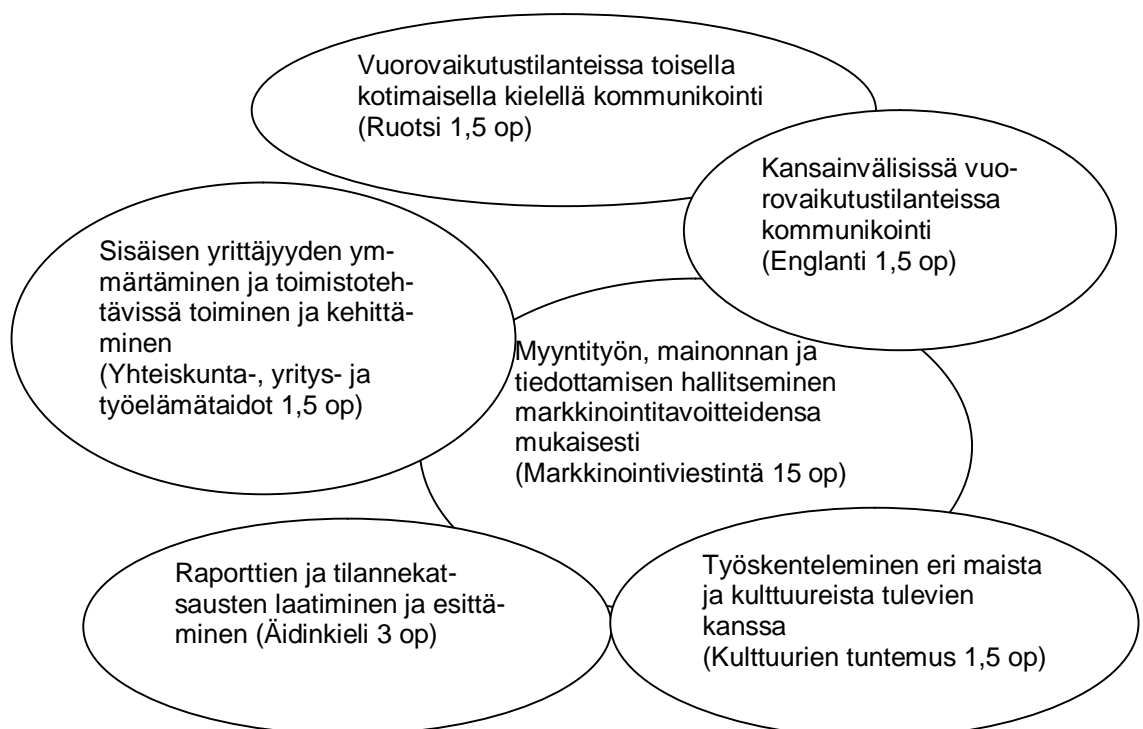 Vuorovaikutustilanteissa toisella
kotimaisella kielellä kommunikointi
(Ruotsi 1,5 op)
Kansainvälisissä vuo-
rovaikutustilanteissa
kommunikointi
(Englanti 1,5 op)
Sisäisen yrittäjyyden ym-
märtäminen ja toimistoteh-
tävissä toiminen ja kehittä-
minen
(Yhteiskunta-, yritys- ja
työelämätaidot 1,5 op)
Myyntityön, mainonnan ja
tiedottamisen hallitseminen
markkinointitavoitteidensa
mukaisesti
(Markkinointiviestintä 15 op)
Raporttien ja tilannekat-
sausten laatiminen ja esittä-
minen (Äidinkieli 3 op)
Työskenteleminen eri maista
ja kulttuureista tulevien
kanssa
(Kulttuurien tuntemus 1,5 op)